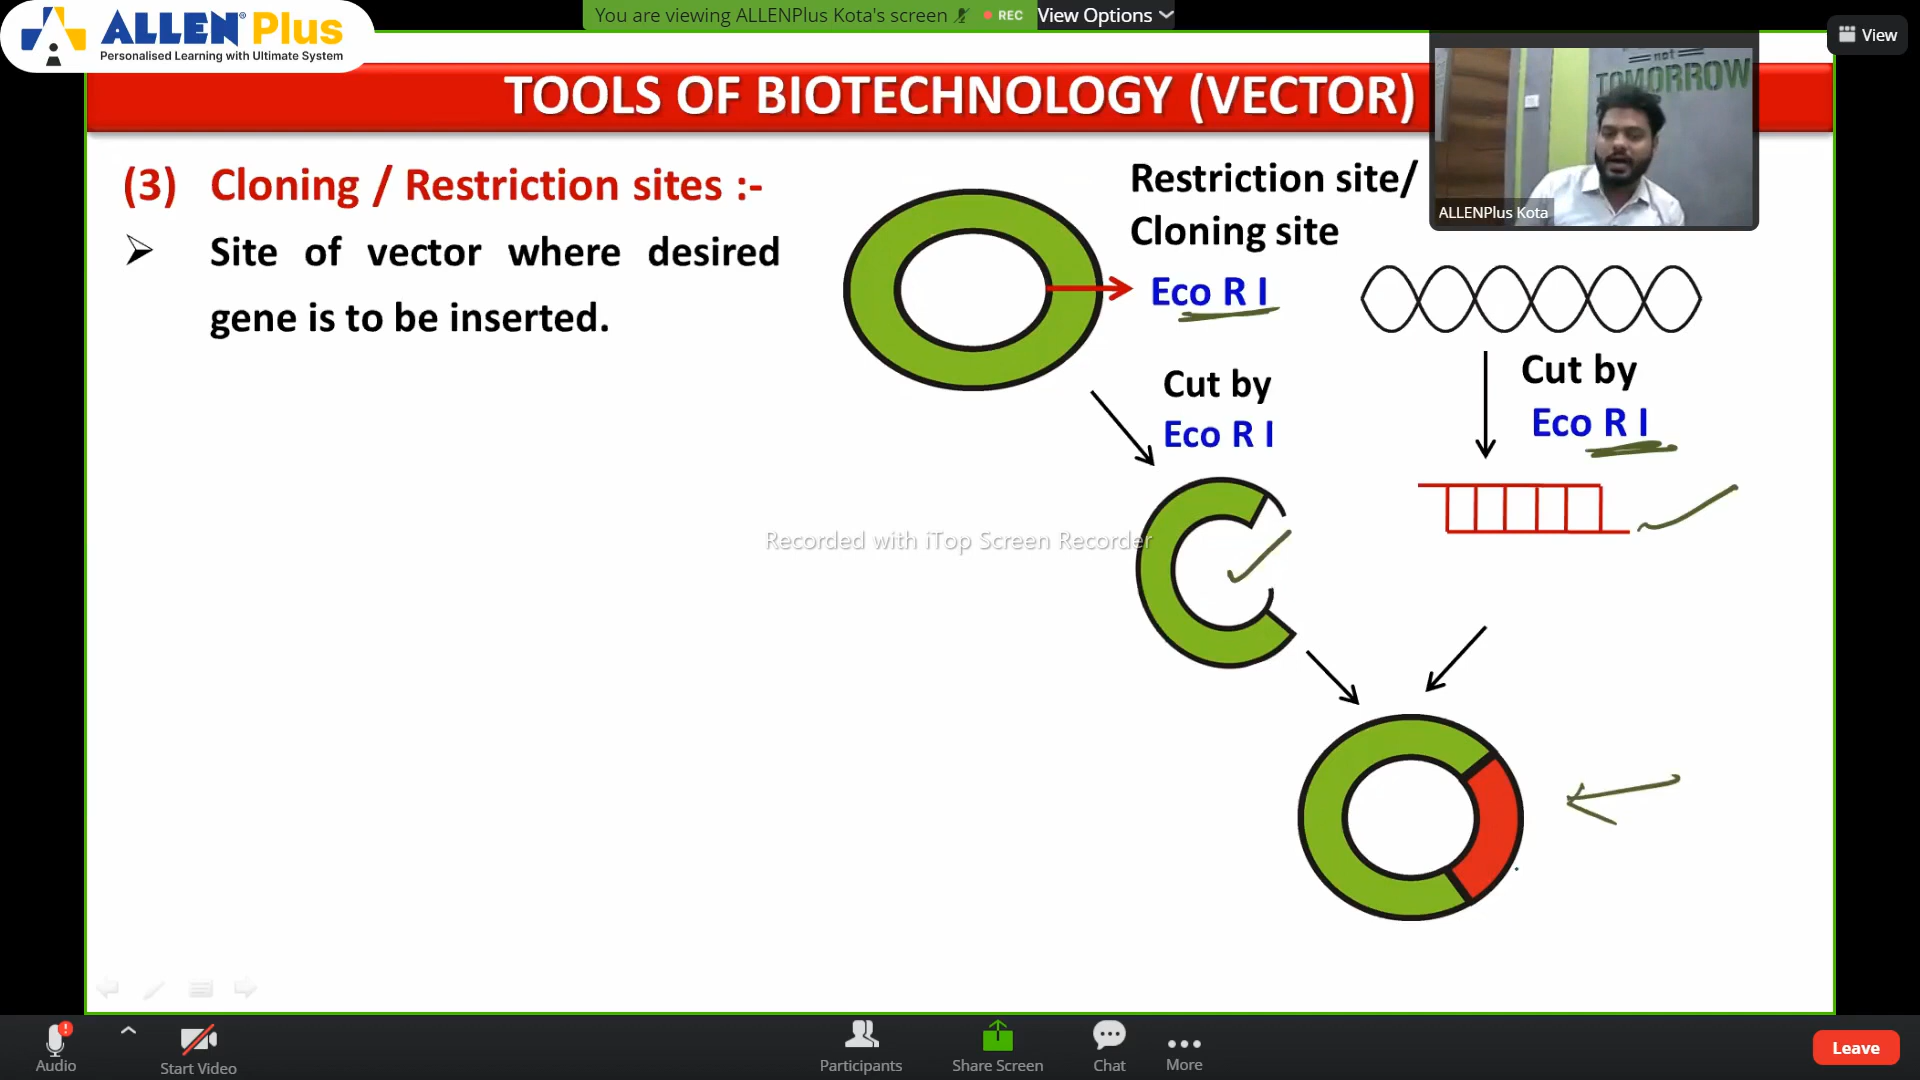 You are viewing ALLENPlus Kota's screen REC View Options
View
ALLEN® Plus
Personalised Learning with Ultimate System
TOOLS OF BIOTECHNOLOGY (VECTOR)
not
TOMORROW
ALLENPlus Kota
(3) Cloning / Restriction sites :-
Site of vector where desired
gene is to be inserted.
Restriction site/
Cloning site
Eco R I
Cut by
Eco R I
Cut by
Eco R I
Recorded with iTop Screen Recorder
Audio
Start Video
Participants
Share Screen
Chat
More
Leave